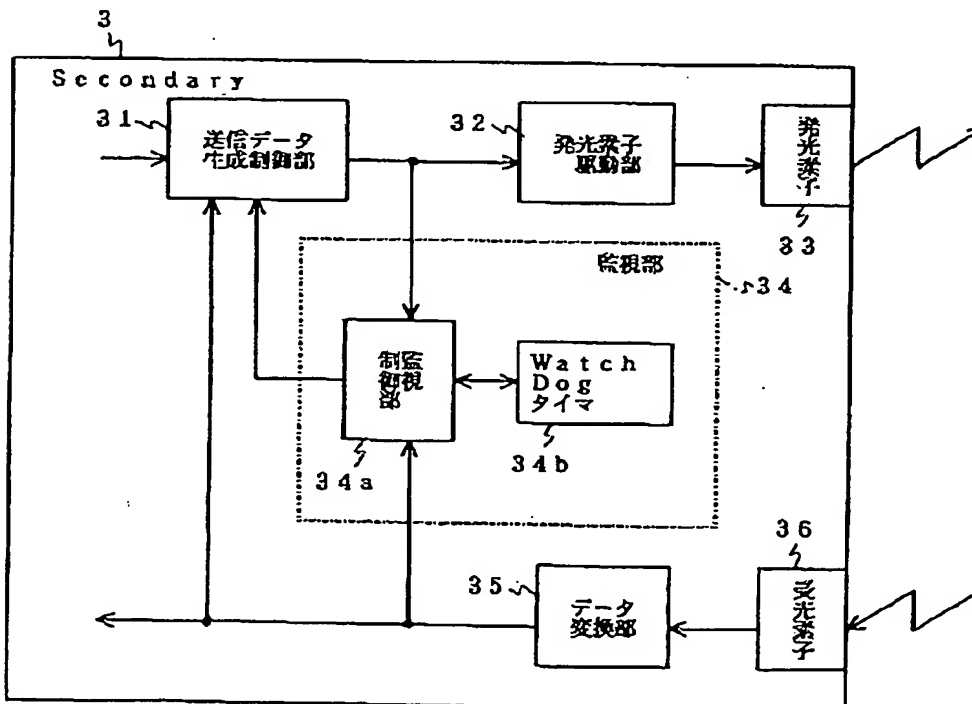 3
Secondary
31
送信データ
生成制御部
32
発光素子
駆動部
発光素子
33
監視部
34
監視
制御部
Watch
Dog
タイマ
34a
34b
36
35
データ
変換部
受光素子